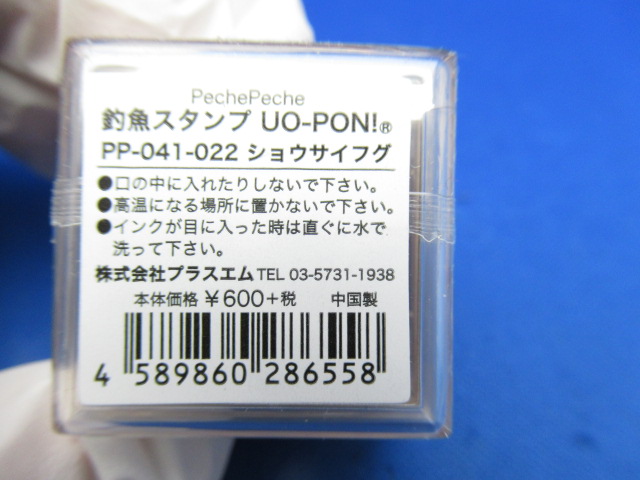 PechePeche
釣魚スタンプ UO-PON!®
PP-041-022 ショウサイフグ
●口の中に入れたりしないで下さい。
●高温になる場所に置かないで下さい。
●インクが目に入った時は直ぐに水で
洗って下さい。
株式会社プラスエム TEL 03-5731-1938
本体価格 ¥600+税 中国製
4 589860 286558